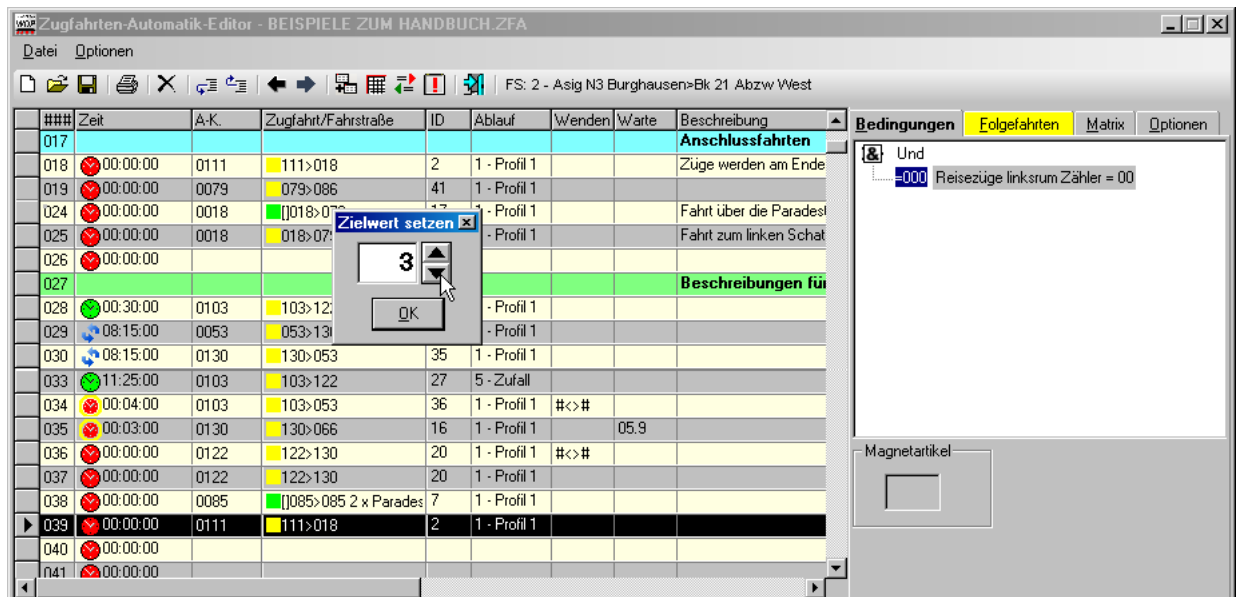 Zugfahrten-Automatik-Editor - BEISPIELE ZUM HANDBUCH.ZFA
Datei Optionen
FS: 2 - Asig N3 Burghausen>Bk 21 Abzw West
### Zeit A-K. Zugfahrt/Fahrstraße ID Ablauf Wenden Warte Beschreibung
017 Anschlussfahrten
018 00:00:00 0111 111>018 2 1 - Profil 1 Züge werden am Ende
019 00:00:00 0079 079>086 41 1 - Profil 1
024 00:00:00 0018 []018>07 - Profil 1 Fahrt über die Paradest
025 00:00:00 0018 018>07 - Profil 1 Fahrt zum linken Schat
026 00:00:00
027 Beschreibungen für
028 00:30:00 0103 103>12 - Profil 1
029 08:15:00 0053 053>13 - Profil 1
030 08:15:00 0130 130>053 35 1 - Profil 1
033 11:25:00 0103 103>122 27 5 - Zufall
034 00:04:00 0103 103>053 36 1 - Profil 1 #<>#
035 00:03:00 0130 130>066 16 1 - Profil 1 05.9
036 00:00:00 0122 122>130 20 1 - Profil 1 #<>#
037 00:00:00 0122 122>130 20 1 - Profil 1
038 00:00:00 0085 []085>085 2 x Parades 7 1 - Profil 1
039 00:00:00 0111 111>018 2 1 - Profil 1
040 00:00:00
041 00:00:00
Zielwert setzen
3
OK
Bedingungen Folgefahrten Matrix Optionen
& Und
=000 Reisezüge linksrum Zähler = 00
Magnetartikel